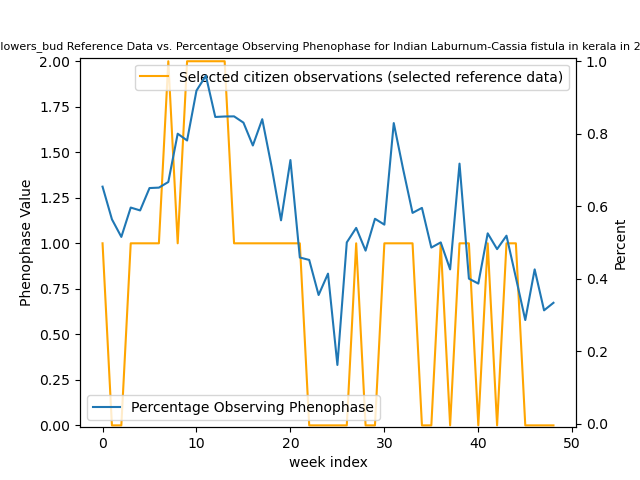 lowers_bud Reference Data vs. Percentage Observing Phenophase for Indian Laburnum-Cassia fistula in kerala in 2
Selected citizen observations (selected reference data)
2.00
1.75
1.50
1.25
1.00
0.75
0.50
0.25
0.00
Phenophase Value
1.0
0.8
0.6
0.4
0.2
0.0
Percent
Percentage Observing Phenophase
0 10 20 30 40 50
week index